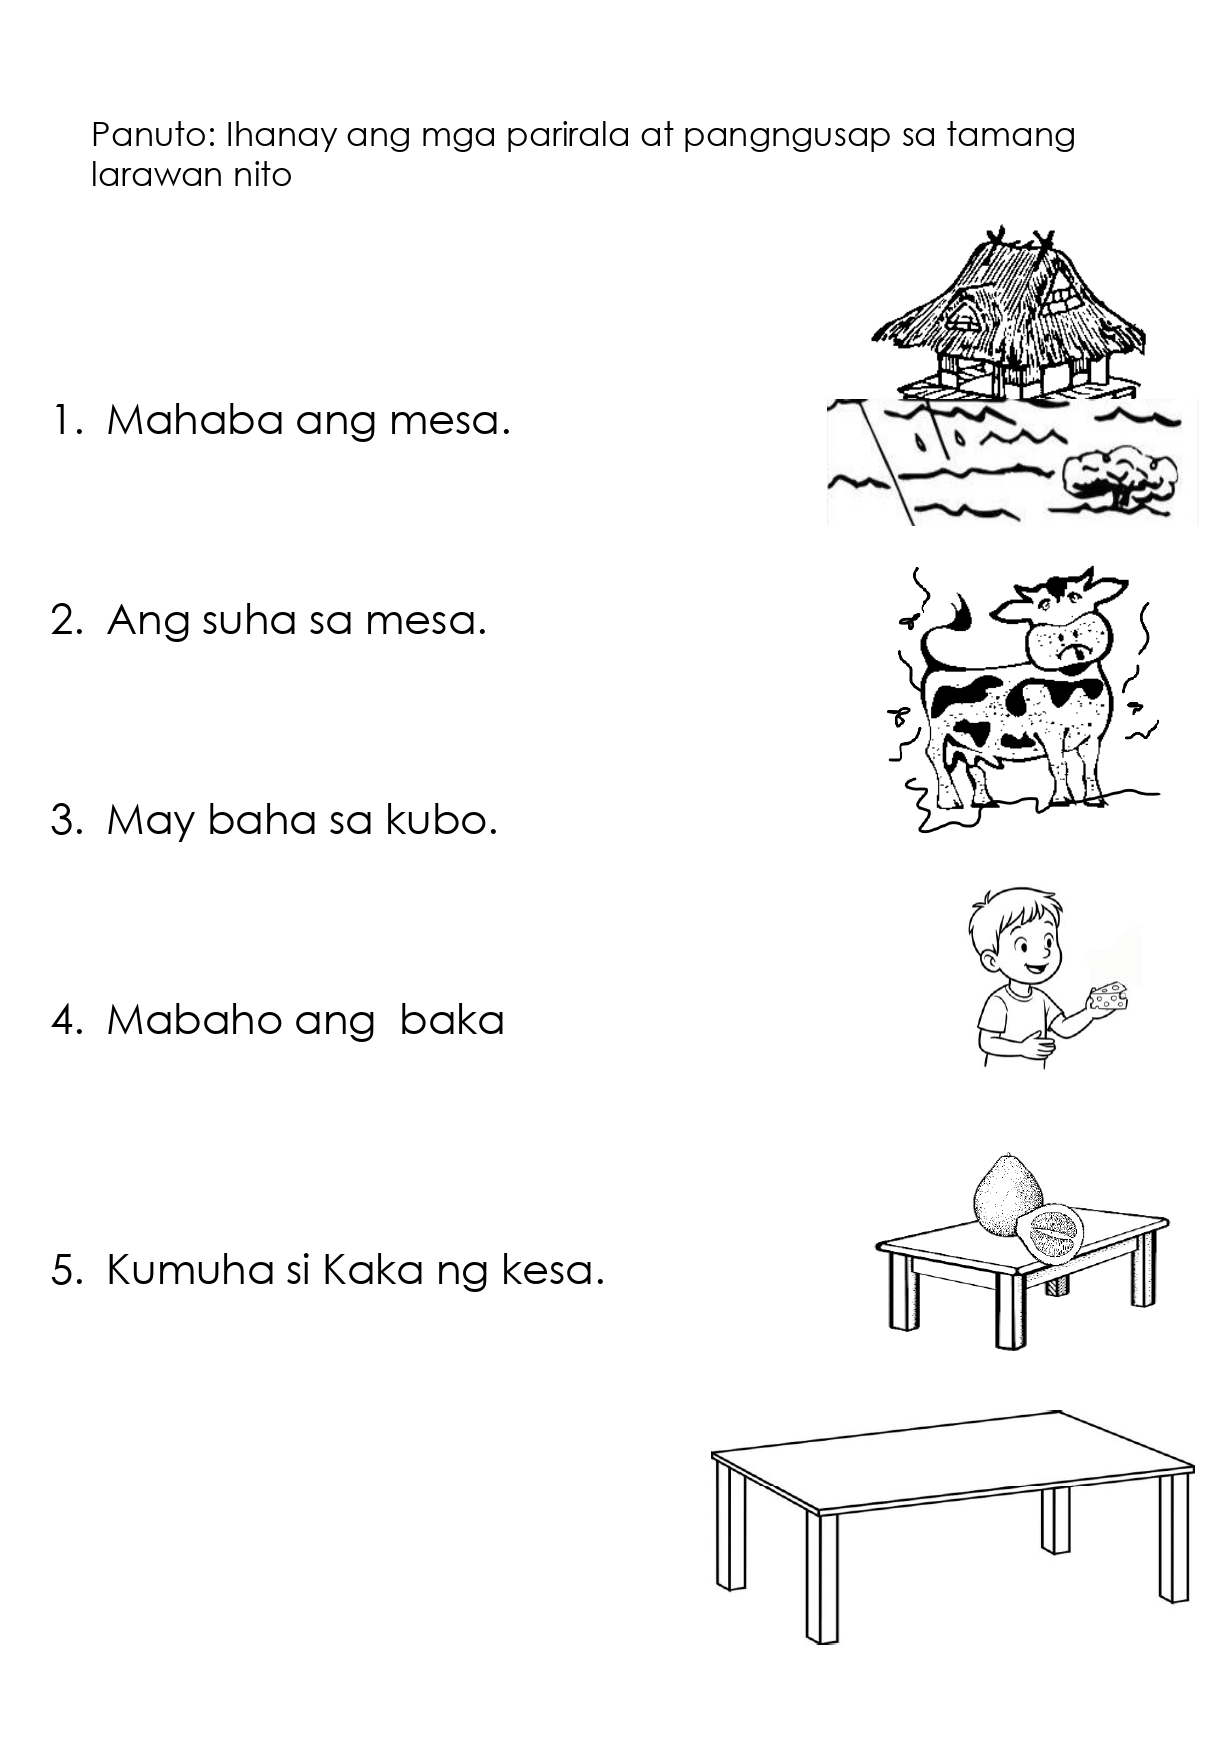 Panuto: Ihanay ang mga parirala at pangngusap sa tamang
larawan nito
1. Mahaba ang mesa.
2. Ang suha sa mesa.
3. May baha sa kubo.
4. Mabaho ang  baka
5. Kumuha si Kaka ng kesa.